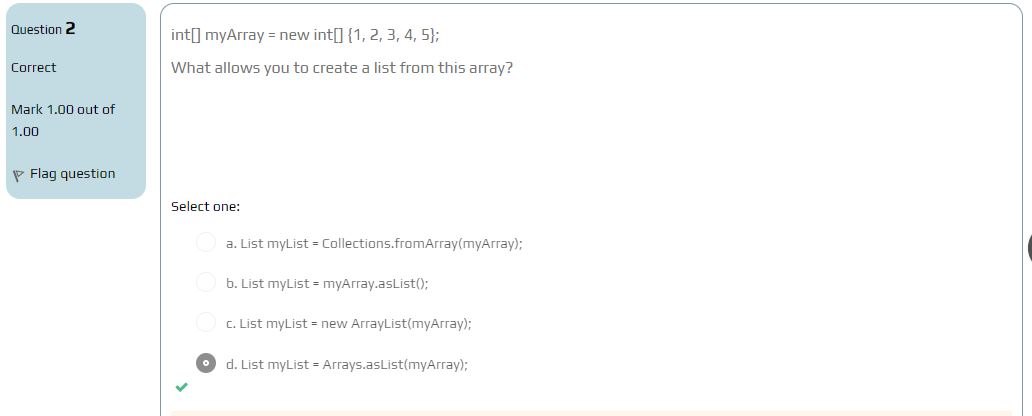 Question 2
Correct
Mark 1.00 out of
1.00
Flag question
int[] myArray = new int[] {1, 2, 3, 4, 5};
What allows you to create a list from this array?
Select one:
a. List myList = Collections.fromArray(myArray);
b. List myList = myArray.asList();
c. List myList = new ArrayList(myArray);
d. List myList = Arrays.asList(myArray);